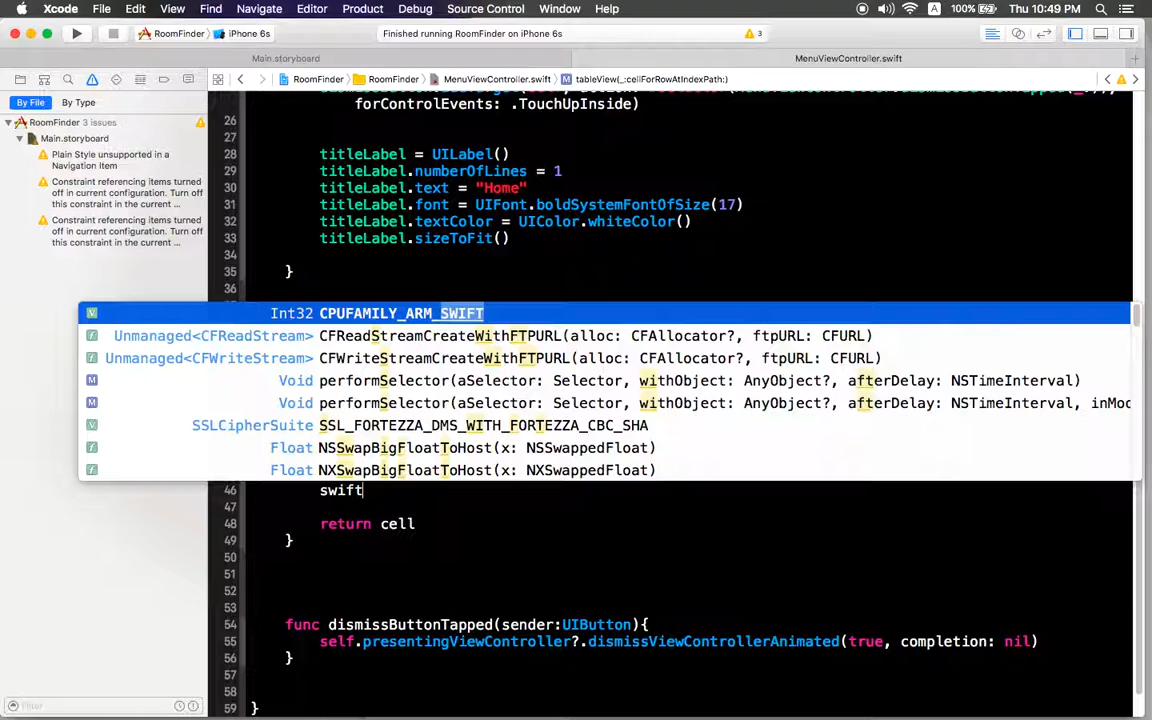 Xcode File Edit View Find Navigate Editor Product Debug Source Control Window Help A 100% Thu 10:49 PM
RoomFinder iPhone 6s Finished running RoomFinder on iPhone 6s 3
Main.storyboard MenuViewController.swift
RoomFinder RoomFinder MenuViewController.swift M tableView(_:cellForRowAtIndexPath:)
By File By Type
RoomFinder 3 issues
Main.storyboard
Plain Style unsupported in a
Navigation Item
Constraint referencing items turned
off in current configuration. Turn off
this constraint in the current ...
Constraint referencing items turned
off in current configuration. Turn off
this constraint in the current ...
Filter
forControlEvents: .TouchUpInside)
26
27
28 titleLabel = UILabel()
29 titleLabel.numberOfLines = 1
30 titleLabel.text = "Home"
31 titleLabel.font = UIFont.boldSystemFontOfSize(17)
32 titleLabel.textColor = UIColor.whiteColor()
33 titleLabel.sizeToFit()
34
35 }
36
V Int32 CPUFAMILY_ARM_SWIFT
f Unmanaged<CFReadStream> CFReadStreamCreateWithFTPURL(alloc: CFAllocator?, ftpURL: CFURL)
f Unmanaged<CFWriteStream> CFWriteStreamCreateWithFTPURL(alloc: CFAllocator?, ftpURL: CFURL)
M Void performSelector(aSelector: Selector, withObject: AnyObject?, afterDelay: NSTimeInterval)
M Void performSelector(aSelector: Selector, withObject: AnyObject?, afterDelay: NSTimeInterval, inMod
V SSLCipherSuite SSL_FORTEZZA_DMS_WITH_FORTEZZA_CBC_SHA
f Float NSSwapBigFloatToHost(x: NSSwappedFloat)
f Float NXSwapBigFloatToHost(x: NXSwappedFloat)
46 swift
47
48 return cell
49 }
50
51
52
53
54 func dismissButtonTapped(sender:UIButton){
55 self.presentingViewController?.dismissViewControllerAnimated(true, completion: nil)
56 }
57
58
59 }